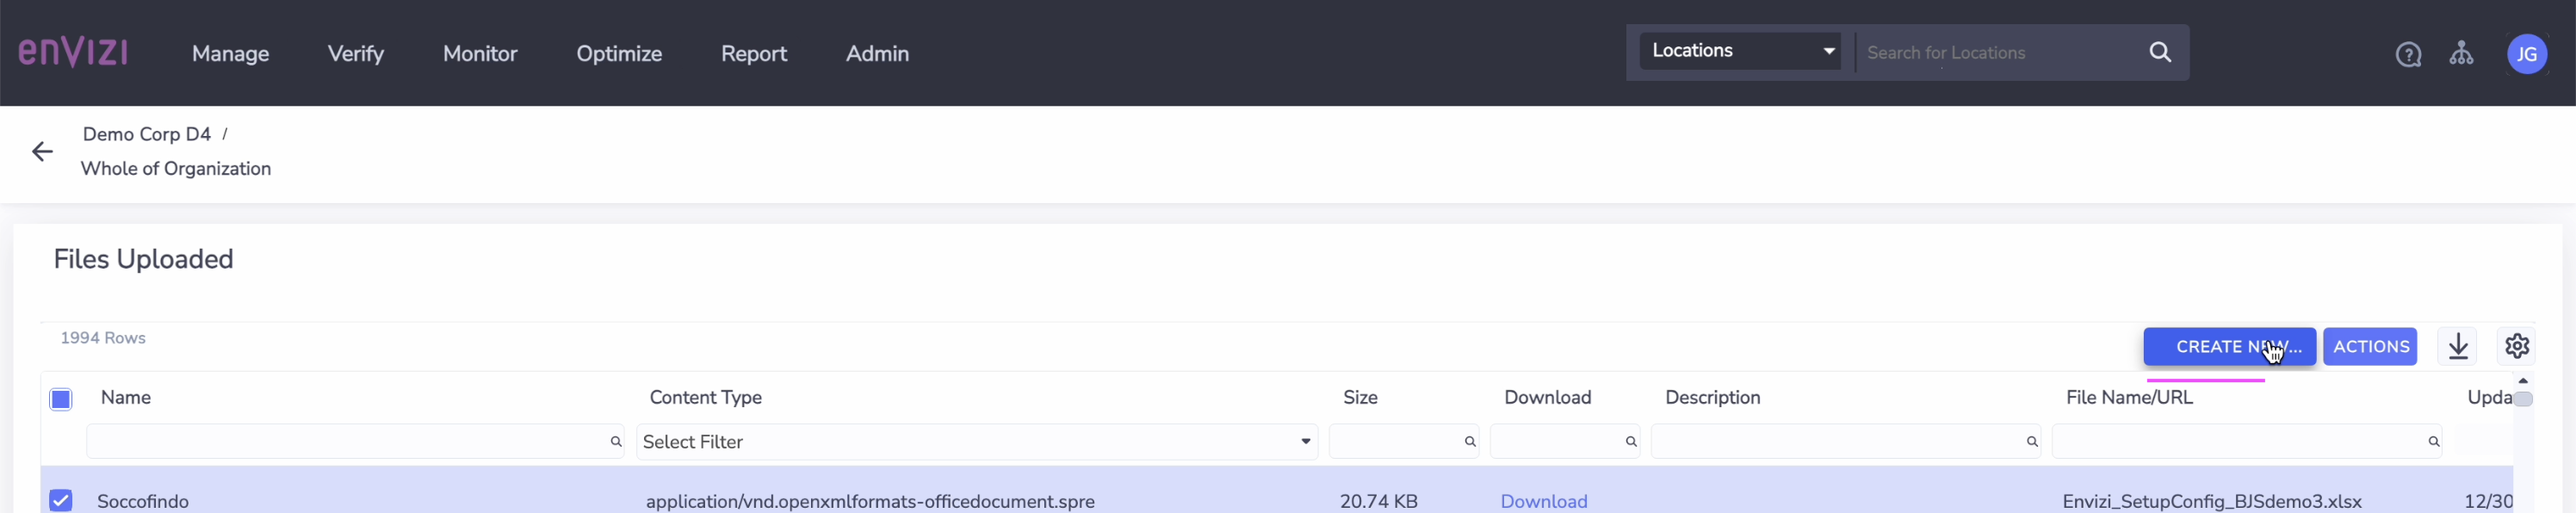 enVIZI Manage Verify Monitor Optimize Report Admin Locations Search for Locations JG
Demo Corp D4 /
Whole of Organization
Files Uploaded
1994 Rows CREATE NEW... ACTIONS
Name Content Type Size Download Description File Name/URL Upda
Select Filter
Soccofindo application/vnd.openxmlformats-officedocument.spre 20.74 KB Download Envizi_SetupConfig_BJSdemo3.xlsx 12/30